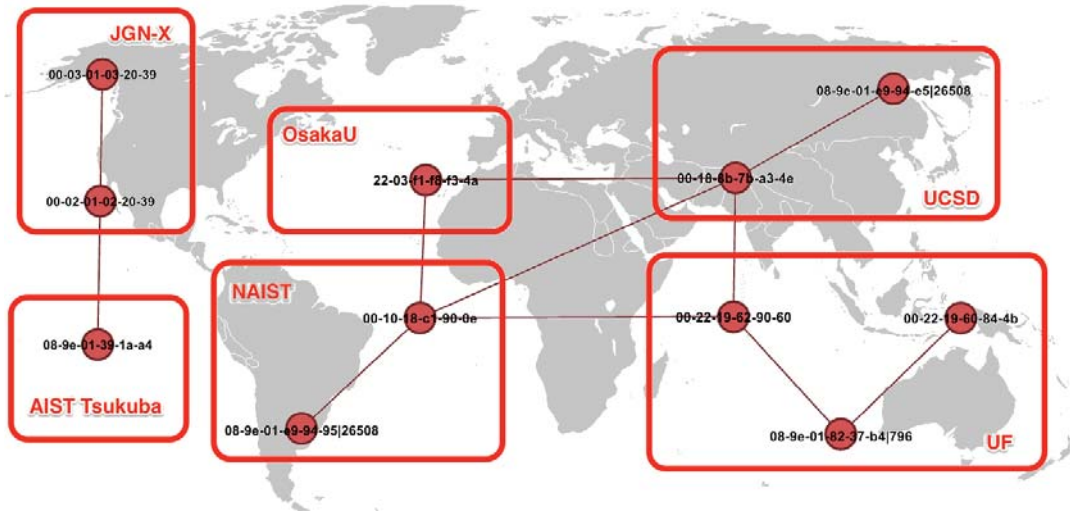 JGN-X
00-03-01-03-20-39
00-02-01-02-20-39
08-9e-01-39-1a-a4
AIST Tsukuba
OsakaU
22-03-f1-f8-f3-4a
NAIST
00-10-18-c1-90-0e
08-9e-01-e9-94-95|26508
08-9e-01-e9-94-e5|26508
00-18-8b-7b-a3-4e
UCSD
00-22-19-62-90-60
00-22-19-60-84-4b
08-9e-01-82-37-b4|796
UF